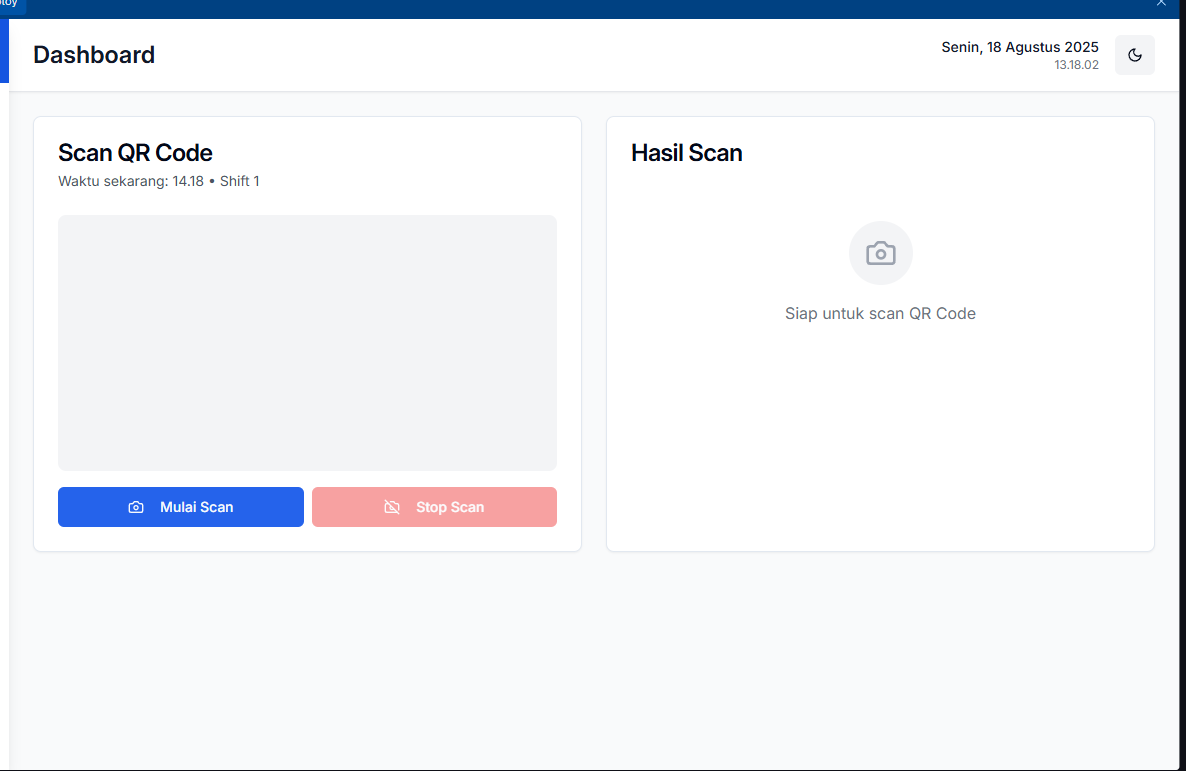 Dashboard
Senin, 18 Agustus 2025
13.18.02
Scan QR Code
Waktu sekarang: 14.18 • Shift 1
Mulai Scan
Stop Scan
Hasil Scan
Siap untuk scan QR Code